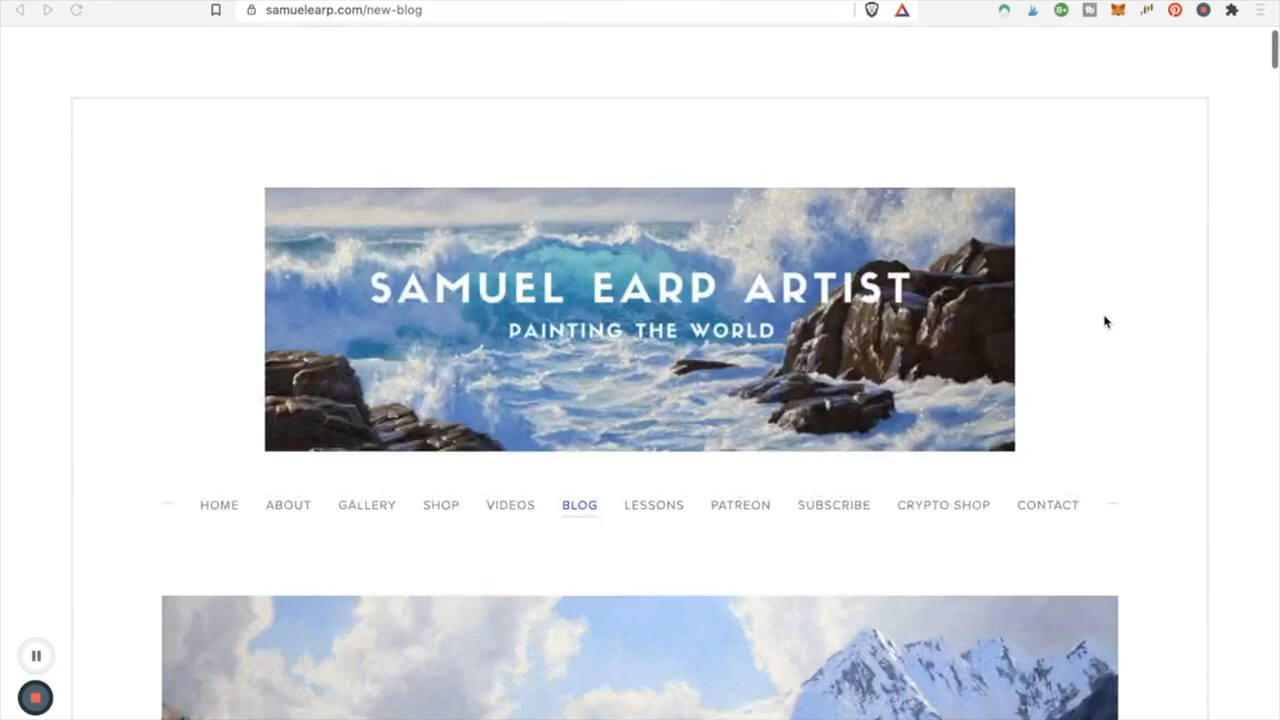 samuelearp.com/new-blog
SAMUEL EARP ARTIST
PAINTING THE WORLD
HOME ABOUT GALLERY SHOP VIDEOS BLOG LESSONS PATREON SUBSCRIBE CRYPTO SHOP CONTACT